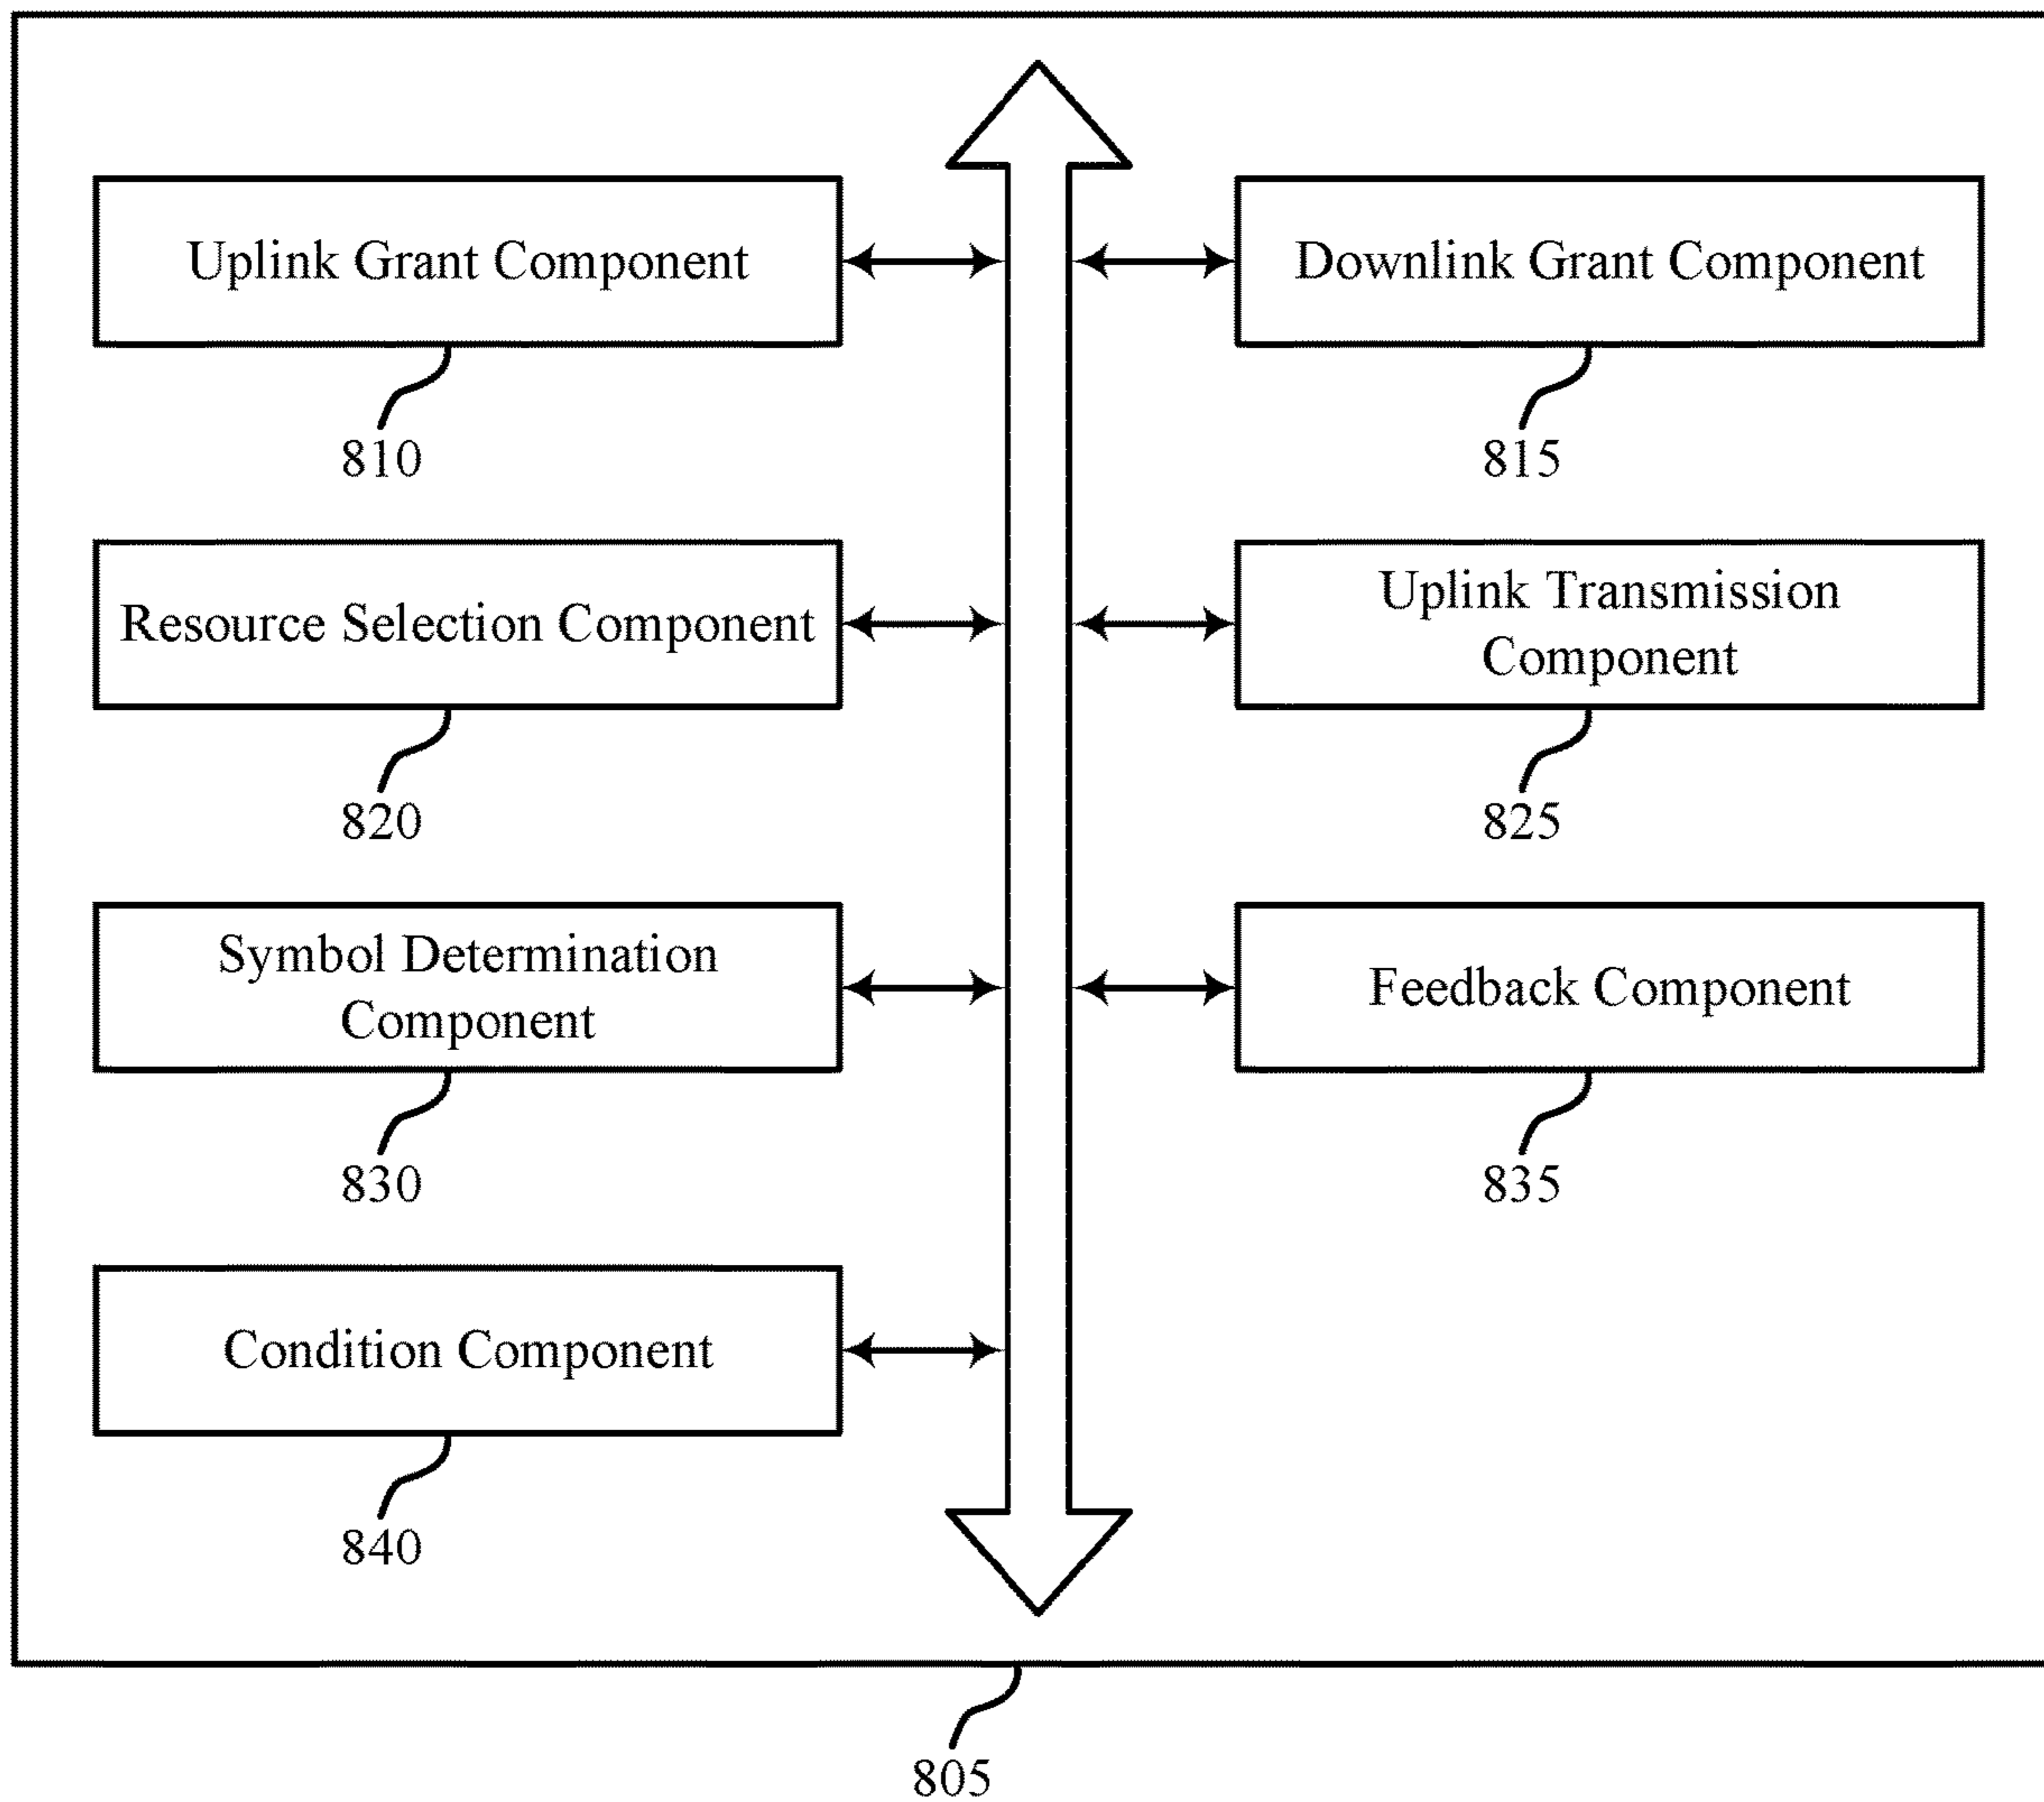 Uplink Grant Component
810
Downlink Grant Component
815
Resource Selection Component
820
Uplink Transmission
Component
825
Symbol Determination
Component
830
Feedback Component
835
Condition Component
840
805